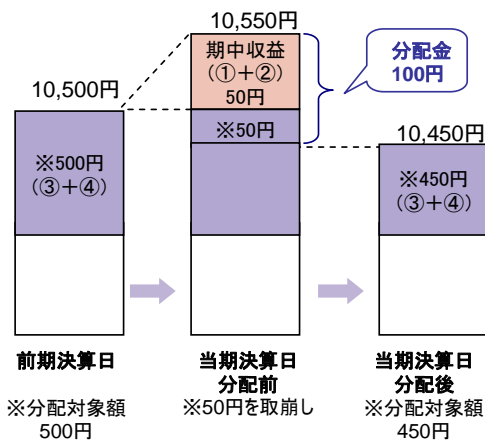 10,550円
期中収益
(①+②)
50円
分配金
100円
10,500円
※50円
10,450円
※500円
(③+④)
※450円
(③+④)
前期決算日
当期決算日
分配前
当期決算日
分配後
※分配対象額
500円
※50円を取崩し
※分配対象額
450円